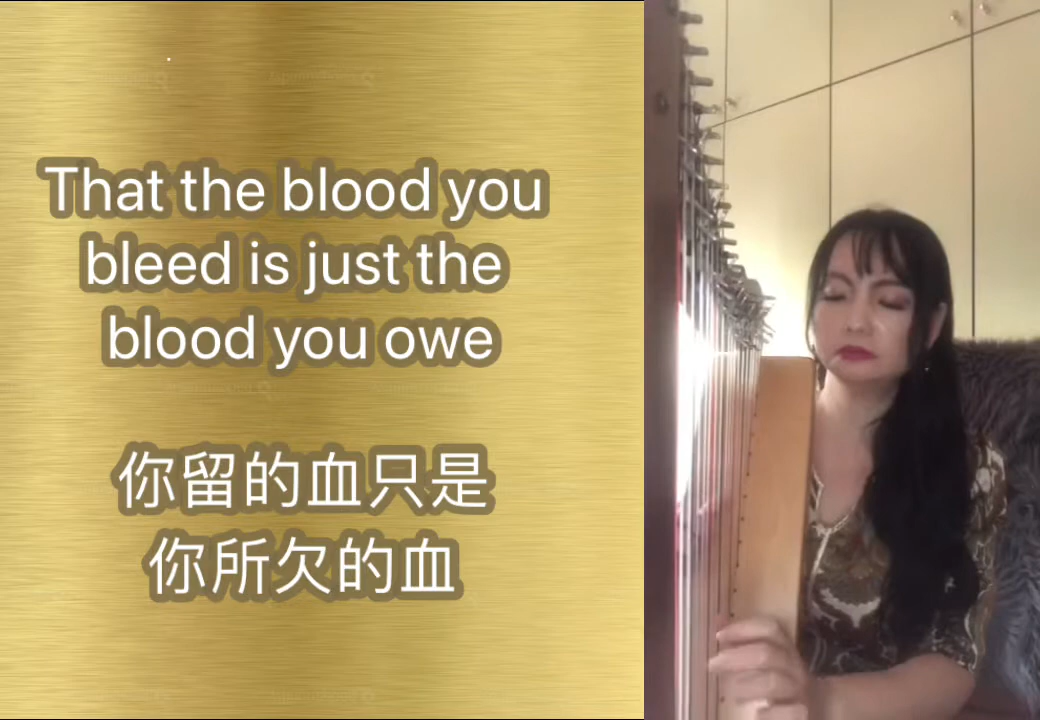 That the blood you
bleed is just the
blood you owe
你留的血只是
你所欠的血